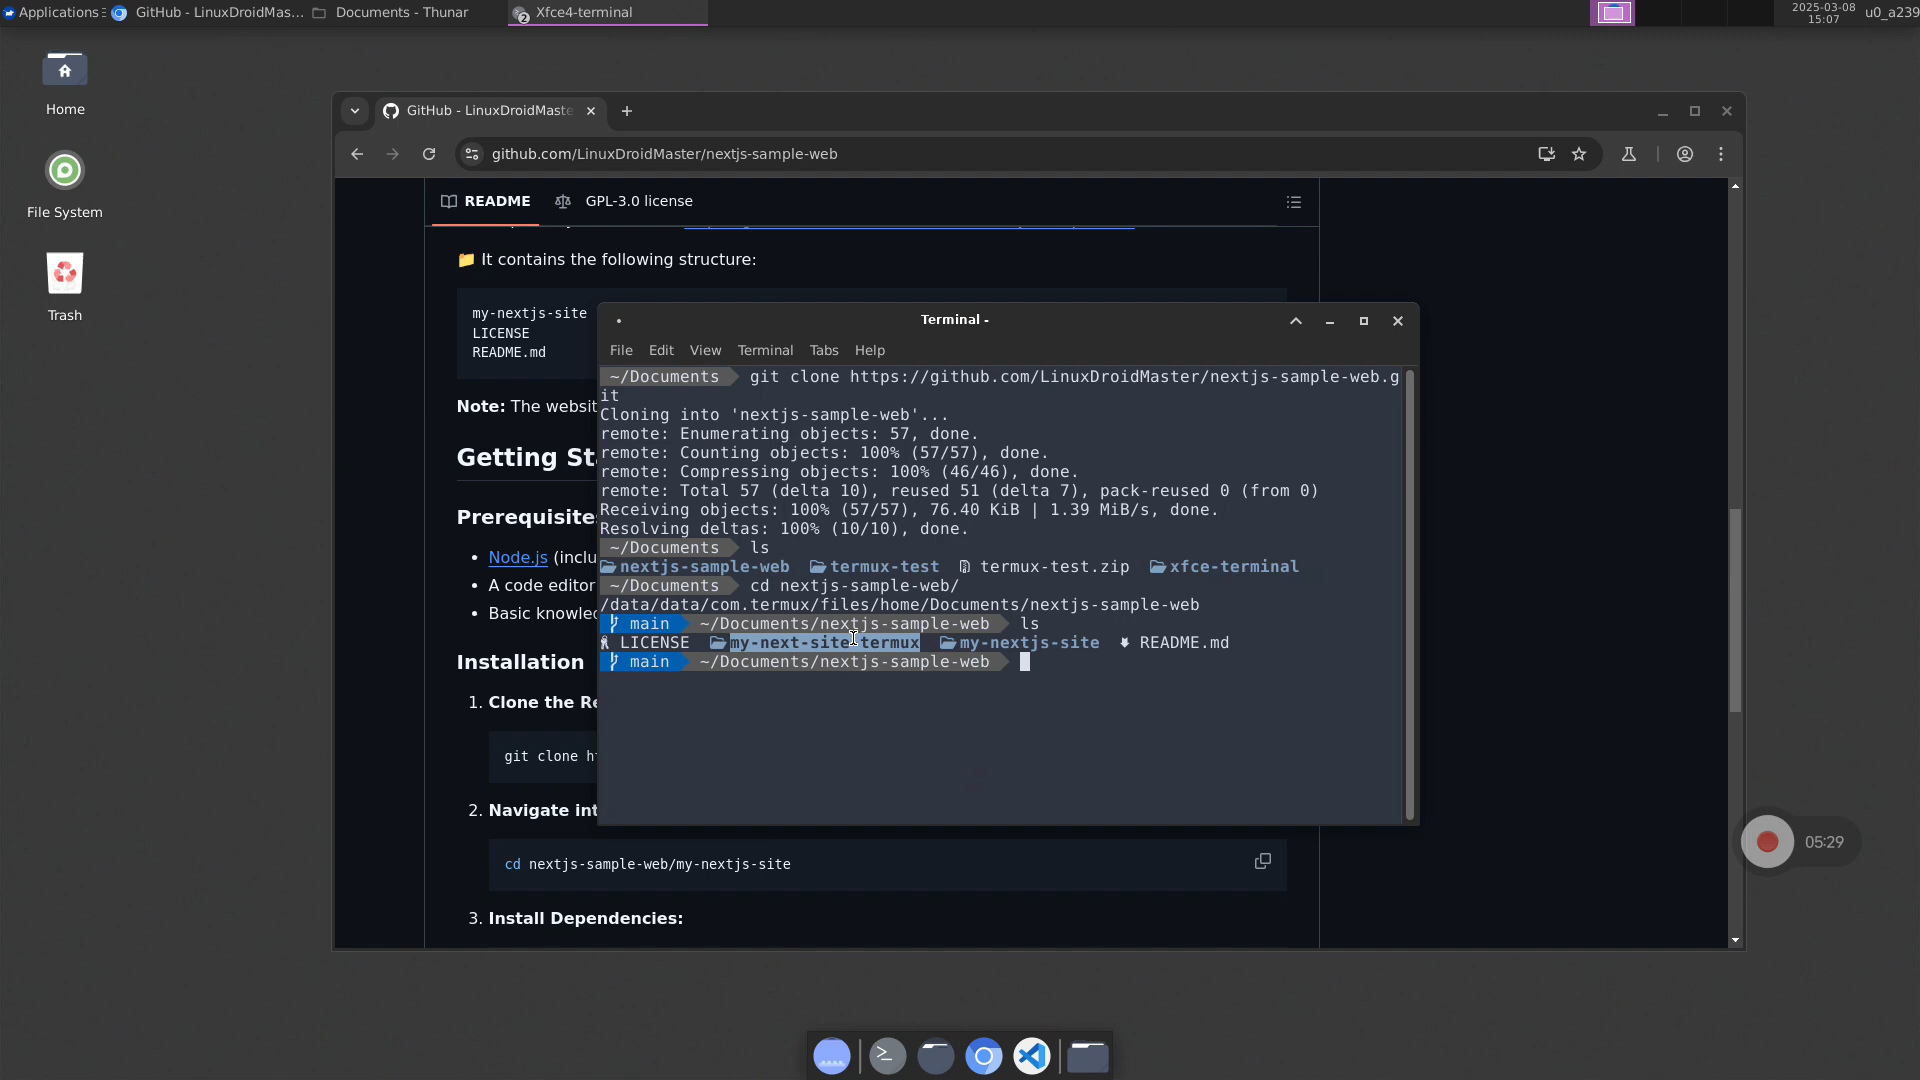 Applications
GitHub - LinuxDroidMas...
Documents - Thunar
2
Xfce4-terminal
2025-03-08
15:07
u0_a239
Home
File System
Trash
GitHub - LinuxDroidMaste
github.com/LinuxDroidMaster/nextjs-sample-web
README
GPL-3.0 license
📁 It contains the following structure:
my-nextjs-site
LICENSE
README.md
Note: The websit
Getting Sta
Prerequisites
• Node.js (inclu
• A code editor
• Basic knowled
Installation
1. Clone the Re
git clone ht
2. Navigate int
cd nextjs-sample-web/my-nextjs-site
3. Install Dependencies:
Terminal -
File Edit View Terminal Tabs Help
~/Documents git clone https://github.com/LinuxDroidMaster/nextjs-sample-web.g
it
Cloning into 'nextjs-sample-web'...
remote: Enumerating objects: 57, done.
remote: Counting objects: 100% (57/57), done.
remote: Compressing objects: 100% (46/46), done.
remote: Total 57 (delta 10), reused 51 (delta 7), pack-reused 0 (from 0)
Receiving objects: 100% (57/57), 76.40 KiB | 1.39 MiB/s, done.
Resolving deltas: 100% (10/10), done.
~/Documents ls
nextjs-sample-web termux-test termux-test.zip xfce-terminal
~/Documents cd nextjs-sample-web/
/data/data/com.termux/files/home/Documents/nextjs-sample-web
main ~/Documents/nextjs-sample-web ls
LICENSE my-next-site-termux my-nextjs-site README.md
main ~/Documents/nextjs-sample-web
05:29